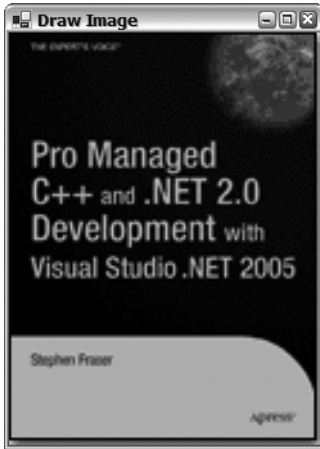 Draw Image
THE EXPERT'S VOICE®
Pro Managed
C++ and .NET 2.0
Development with
Visual Studio .NET 2005
Stephen Fraser
Apress®